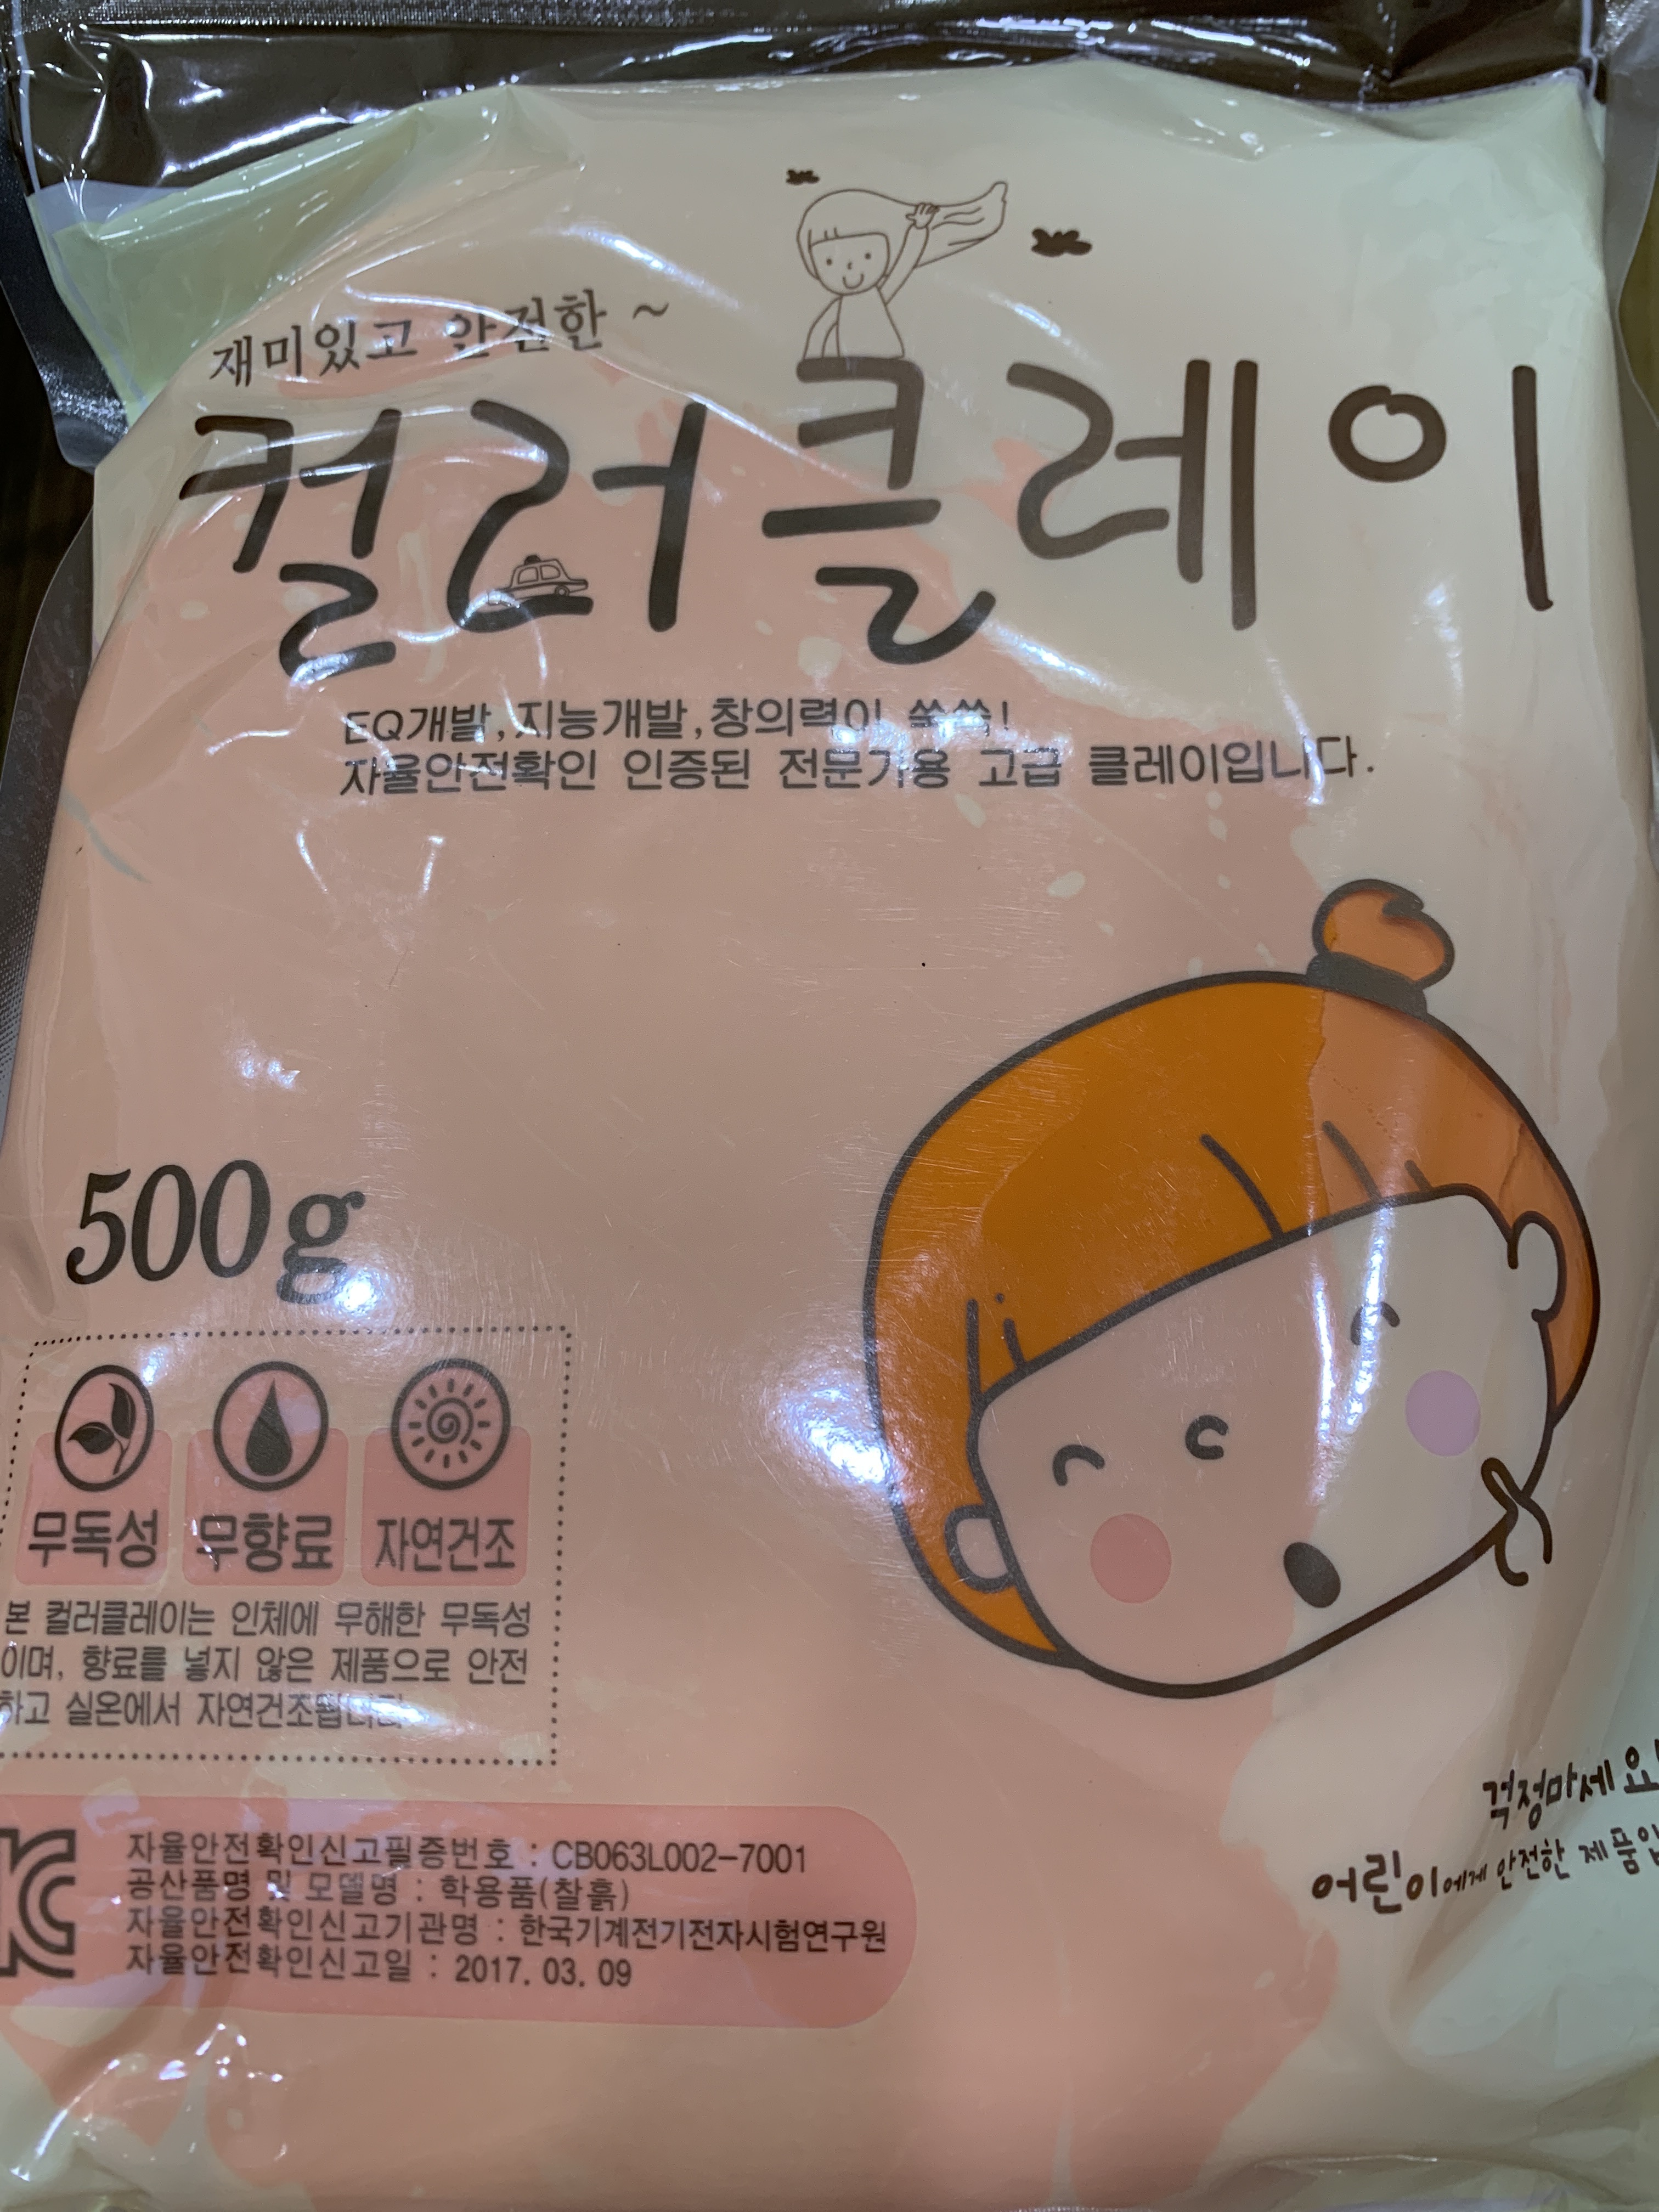 재미있고 안전한 ~
컬러클레이
EQ개발, 지능개발, 창의력이 쑥쑥!
자율안전확인 인증된 전문가용 고급 클레이입니다.
500g
무독성 무향료 자연건조
본 컬러클레이는 인체에 무해한 무독성
이며, 향료를 넣지 않은 제품으로 안전
하고 실온에서 자연건조됩니다
걱정마세요!
어린이에게 안전한 제품입
자율안전확인신고필증번호 : CB063L002-7001
공산품명 및 모델명 : 학용품(찰흙)
자율안전확인신고기관명 : 한국기계전기전자시험연구원
자율안전확인신고일 : 2017. 03. 09